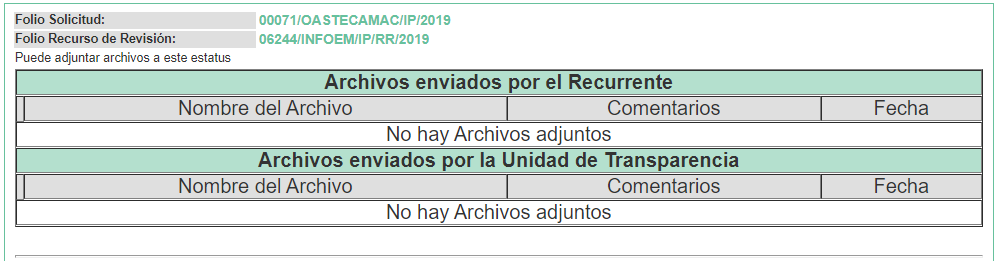 Folio Solicitud: 00071/OASTECAMAC/IP/2019
Folio Recurso de Revisión: 06244/INFOEM/IP/RR/2019
Puede adjuntar archivos a este estatus
Archivos enviados por el Recurrente
Nombre del Archivo Comentarios Fecha
No hay Archivos adjuntos
Archivos enviados por la Unidad de Transparencia
Nombre del Archivo Comentarios Fecha
No hay Archivos adjuntos